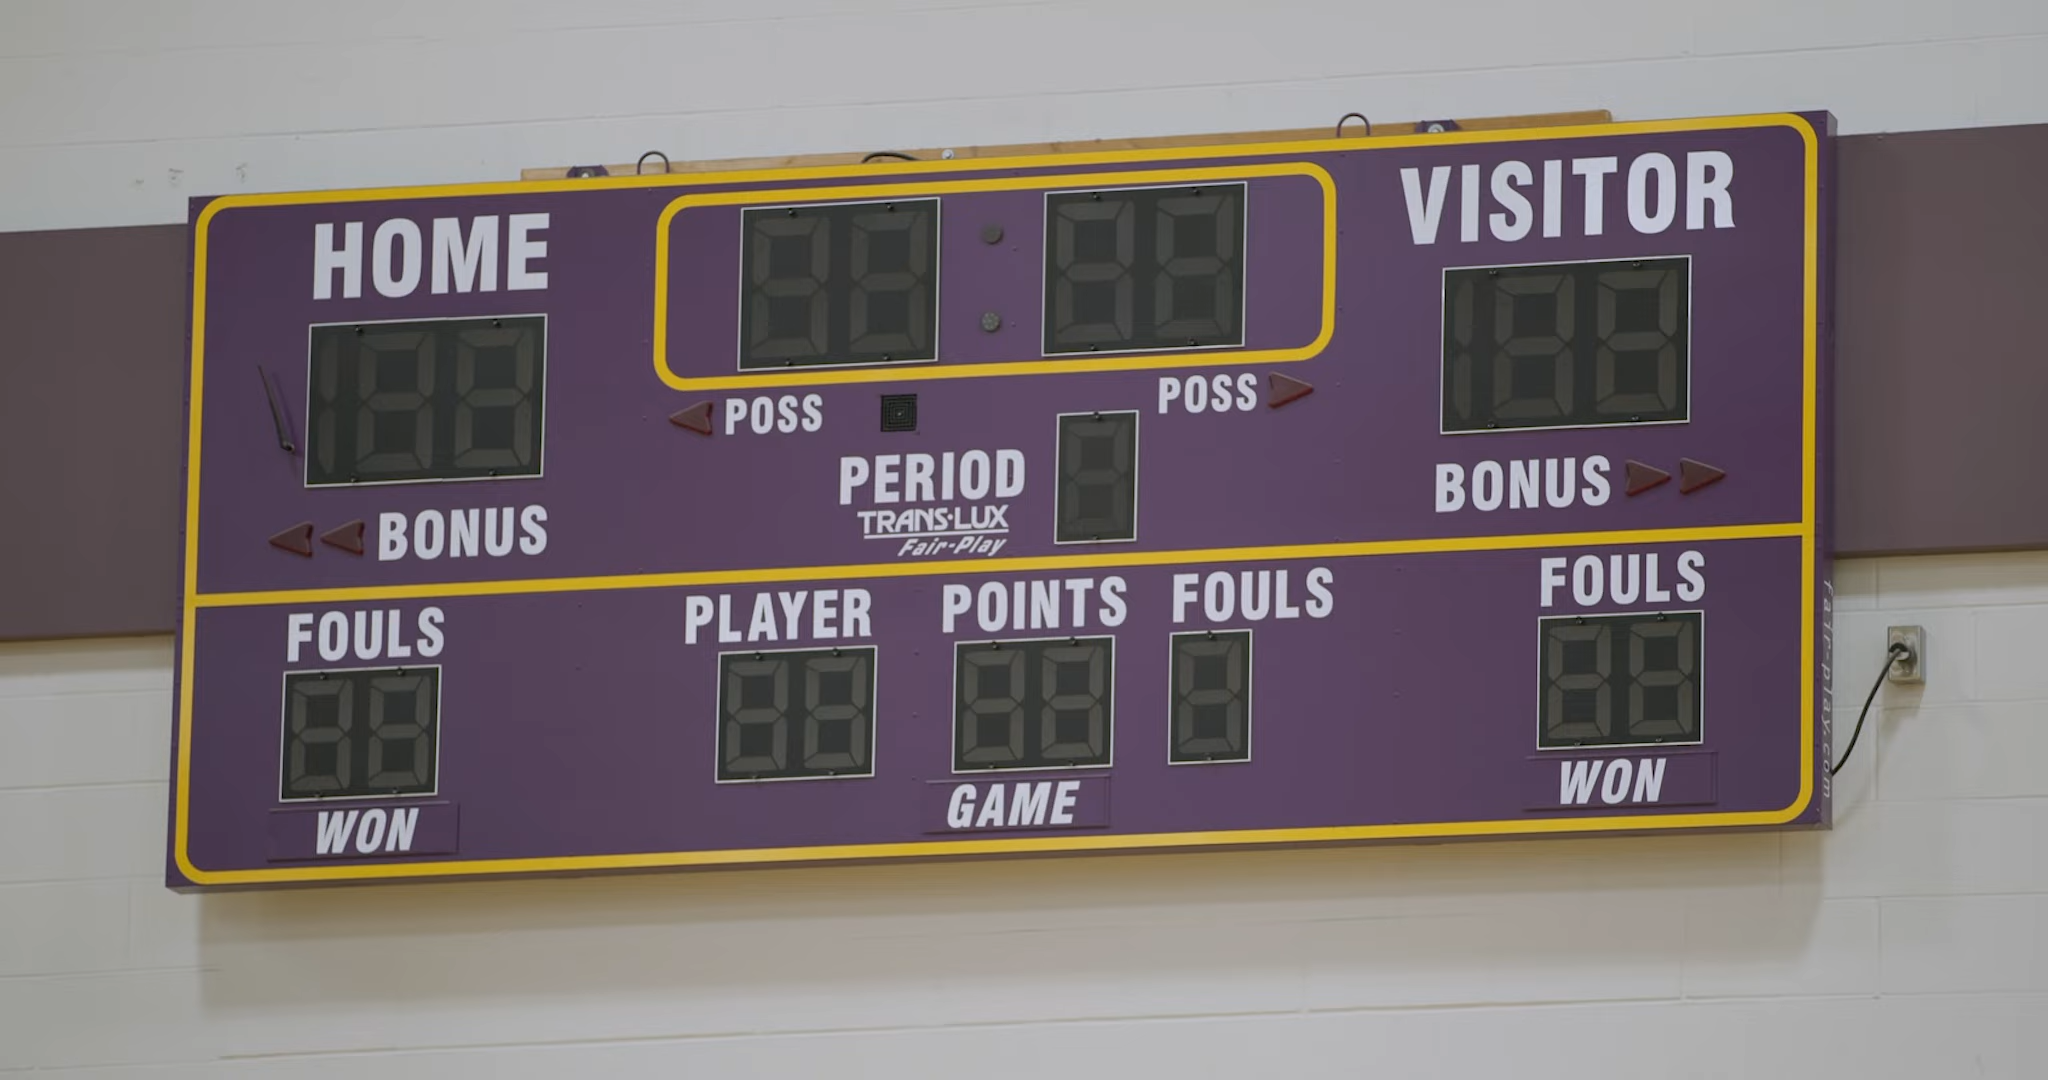 HOME
VISITOR
POSS
POSS
PERIOD
TRANS·LUX
Fair-Play
BONUS
BONUS
FOULS
PLAYER
POINTS
FOULS
FOULS
WON
GAME
WON
fair-play.com